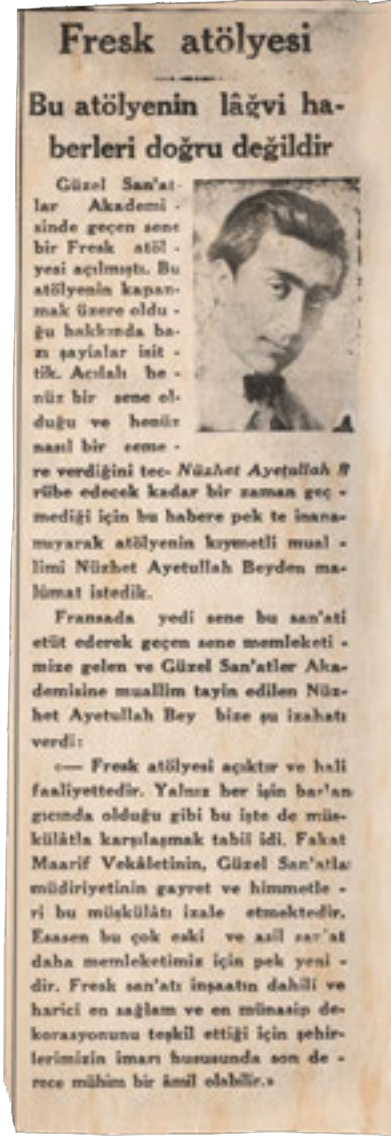 Fresk atölyesi
Bu atölyenin lâğvi ha-
berleri doğru değildir
Güzel San'at-
lar Akademi -
sinde geçen sene
bir Fresk atöl -
yesi açılmıştı. Bu
atölyenin kapan-
mak üzere oldu -
ğu hakkında ba-
zı şayialar işit -
tik. Açılalı he -
nüz bir sene ol-
duğu ve henüz
nasıl bir seme -
re verdiğini tec-
Nüzhet Ayetullah B
rübe edecek kadar bir zaman geç -
mediği için bu habere pek te inana-
mıyarak atölyenin kıymetli mual -
limi Nüzhet Ayetullah Beyden ma-
lûmat istedik.
Fransada yedi sene bu san'ati
etüt ederek geçen sene memleketi -
mize gelen ve Güzel San'atler Aka-
demisine muallim tayin edilen Nüz-
het Ayetullah Bey bize şu izahatı
verdi:
«— Fresk atölyesi açıktır ve hali
faaliyettedir. Yalnız her işin başlan
gıcında olduğu gibi bu işte de müş-
külâtla karşılaşmak tabiî idi. Fakat
Maarif Vekâletinin, Güzel San'atlar
müdiriyetinin gayret ve himmetle -
ri bu müşkülâtı izale etmektedir.
Esasen bu çok eski ve asil san'at
daha memleketimiz için pek yeni -
dir. Fresk san'atı inşaatın dahili ve
harici en sağlam ve en münasip de-
korasyonunu teşkil ettiği için şehir-
lerimizin imarı hususunda son de -
rece mühim bir âmil olabilir.»